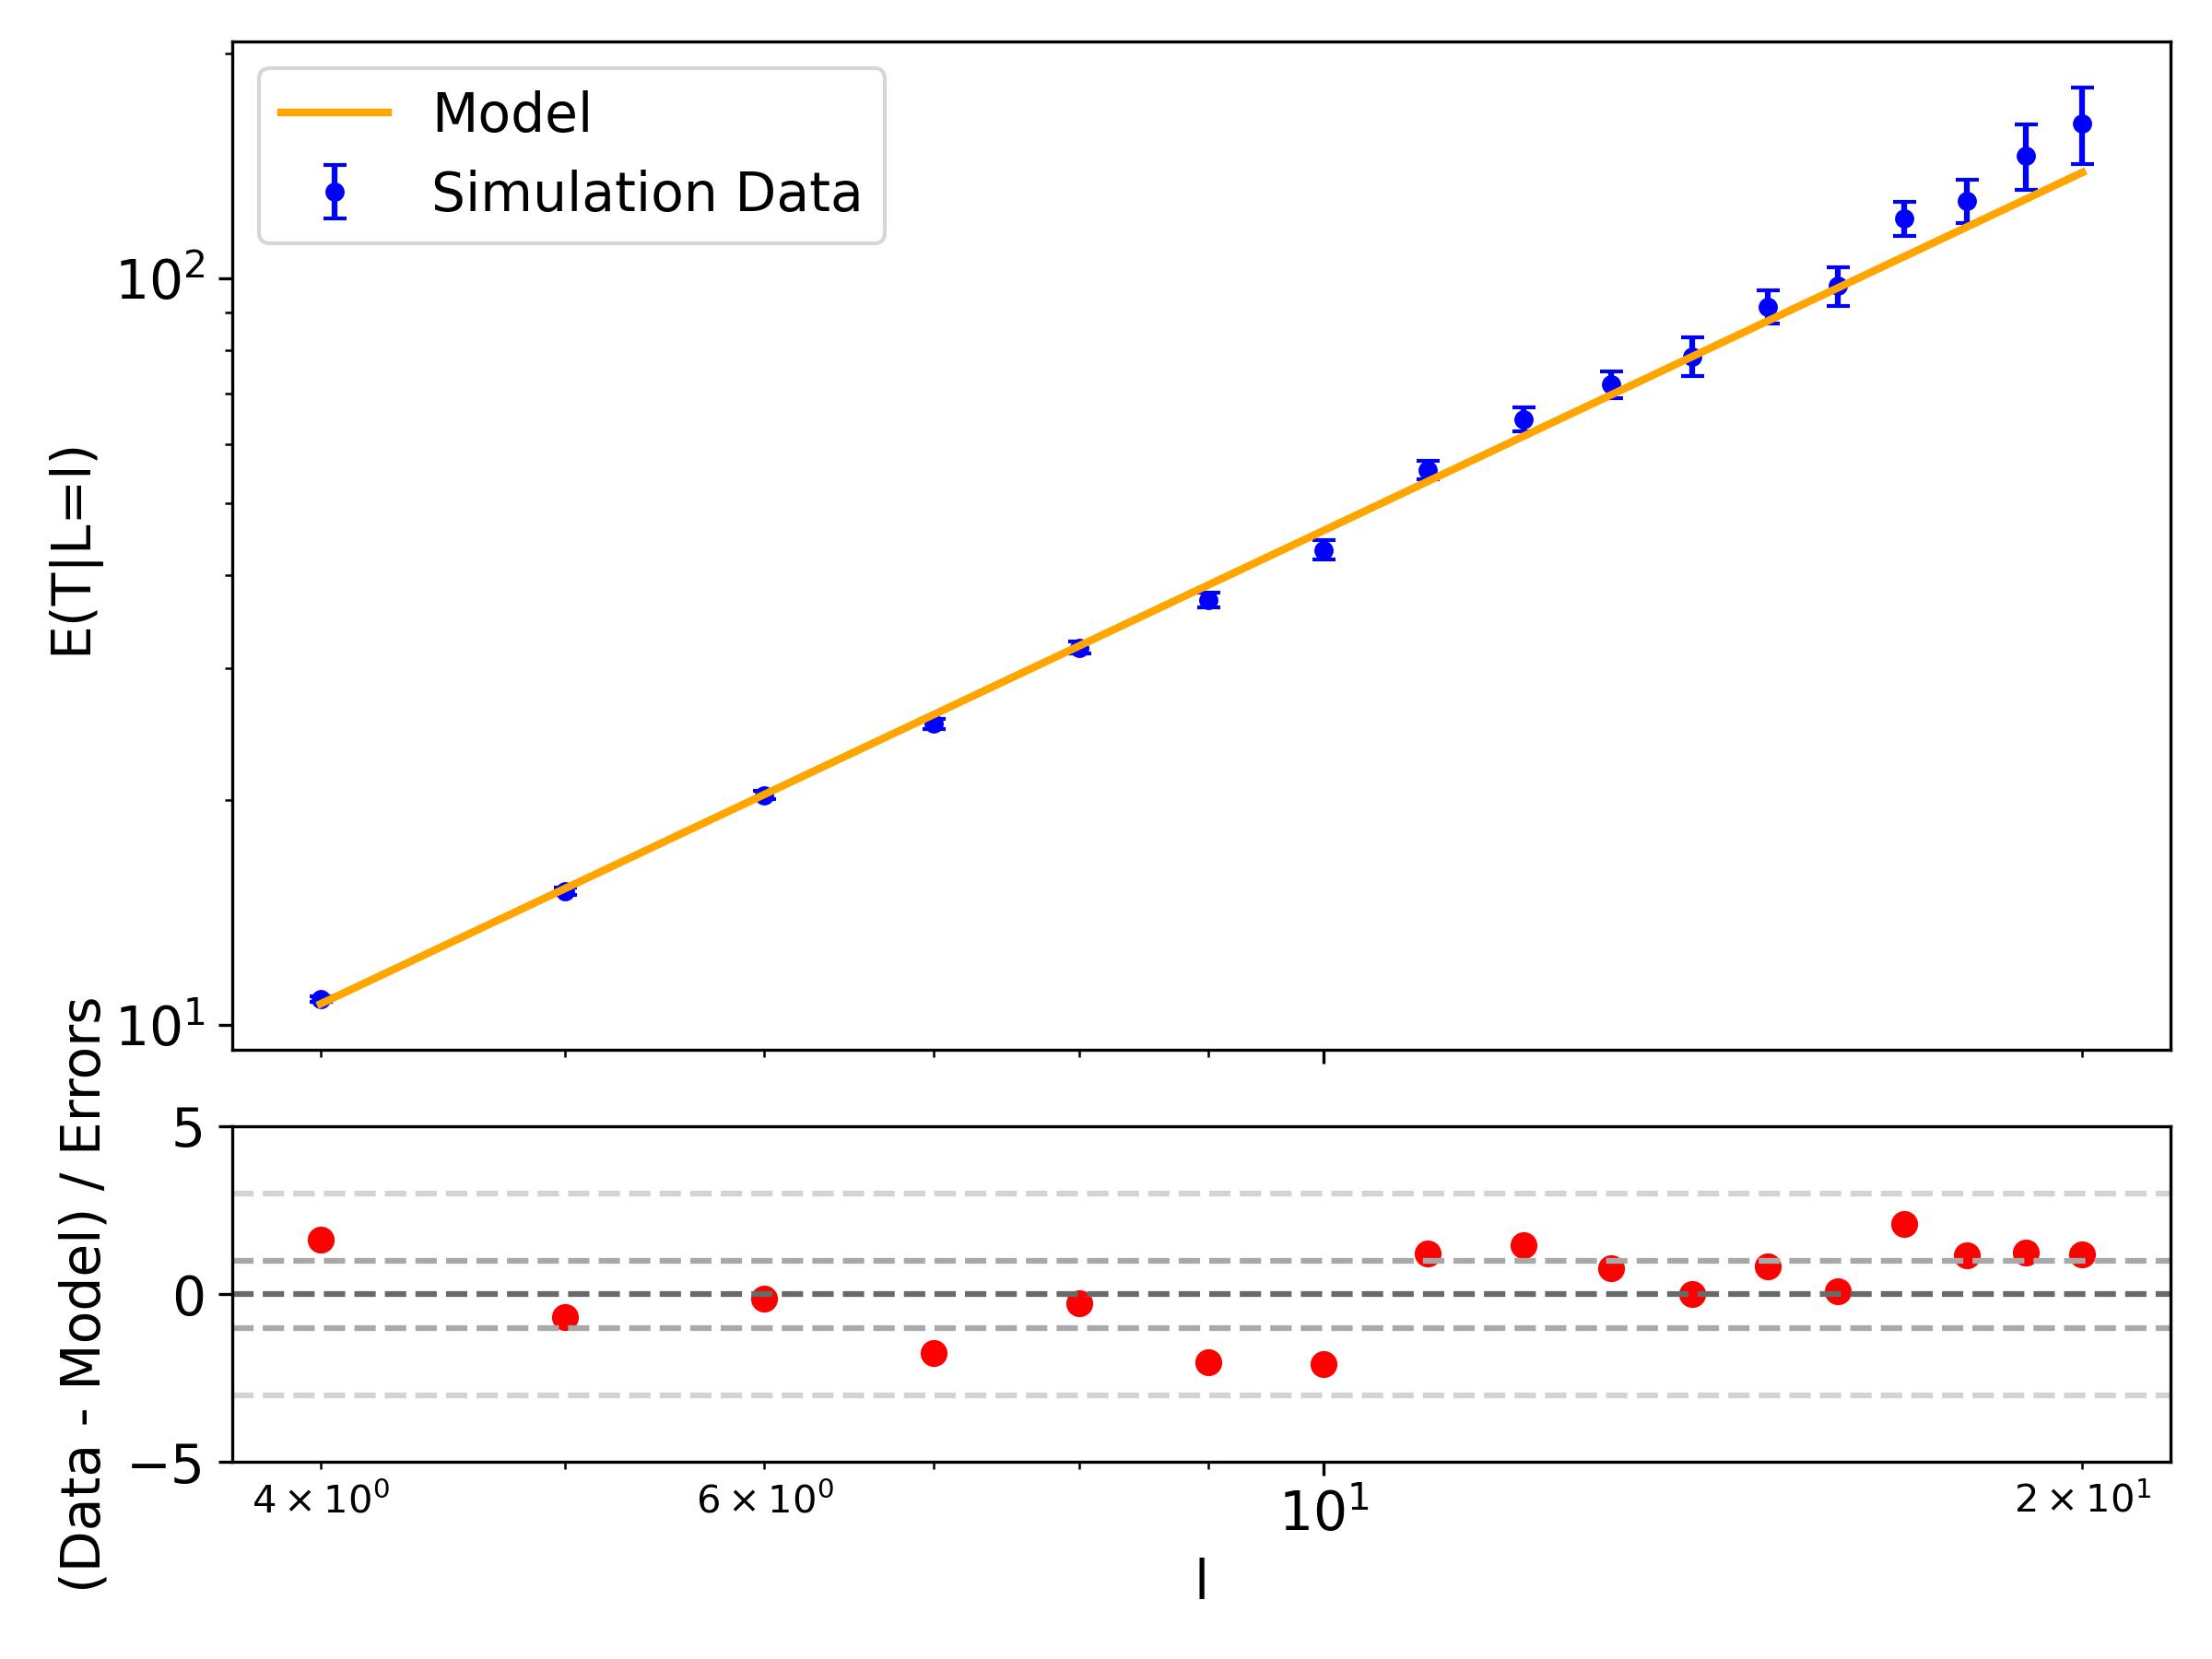 Model
Simulation Data
10²
10¹
E(T|L=l)
5
0
−5
(Data - Model) / Errors
4 × 10⁰
6 × 10⁰
10¹
2 × 10¹
l